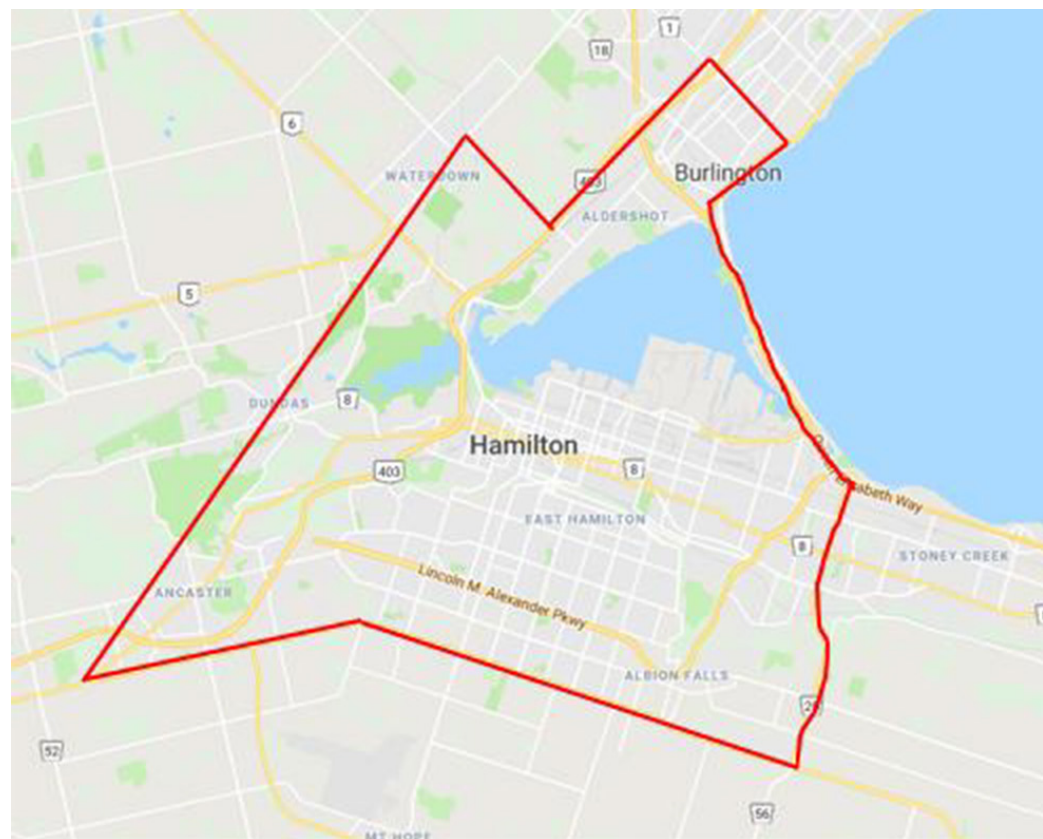 1
18
6
WATERDOWN
Burlington
403
ALDERSHOT
5
DUNDAS
8
Hamilton
403
8
EAST HAMILTON
Queen Elizabeth Way
8
STONEY CREEK
ANCASTER
Lincoln M. Alexander Pkwy
ALBION FALLS
20
52
56
MT HOPE